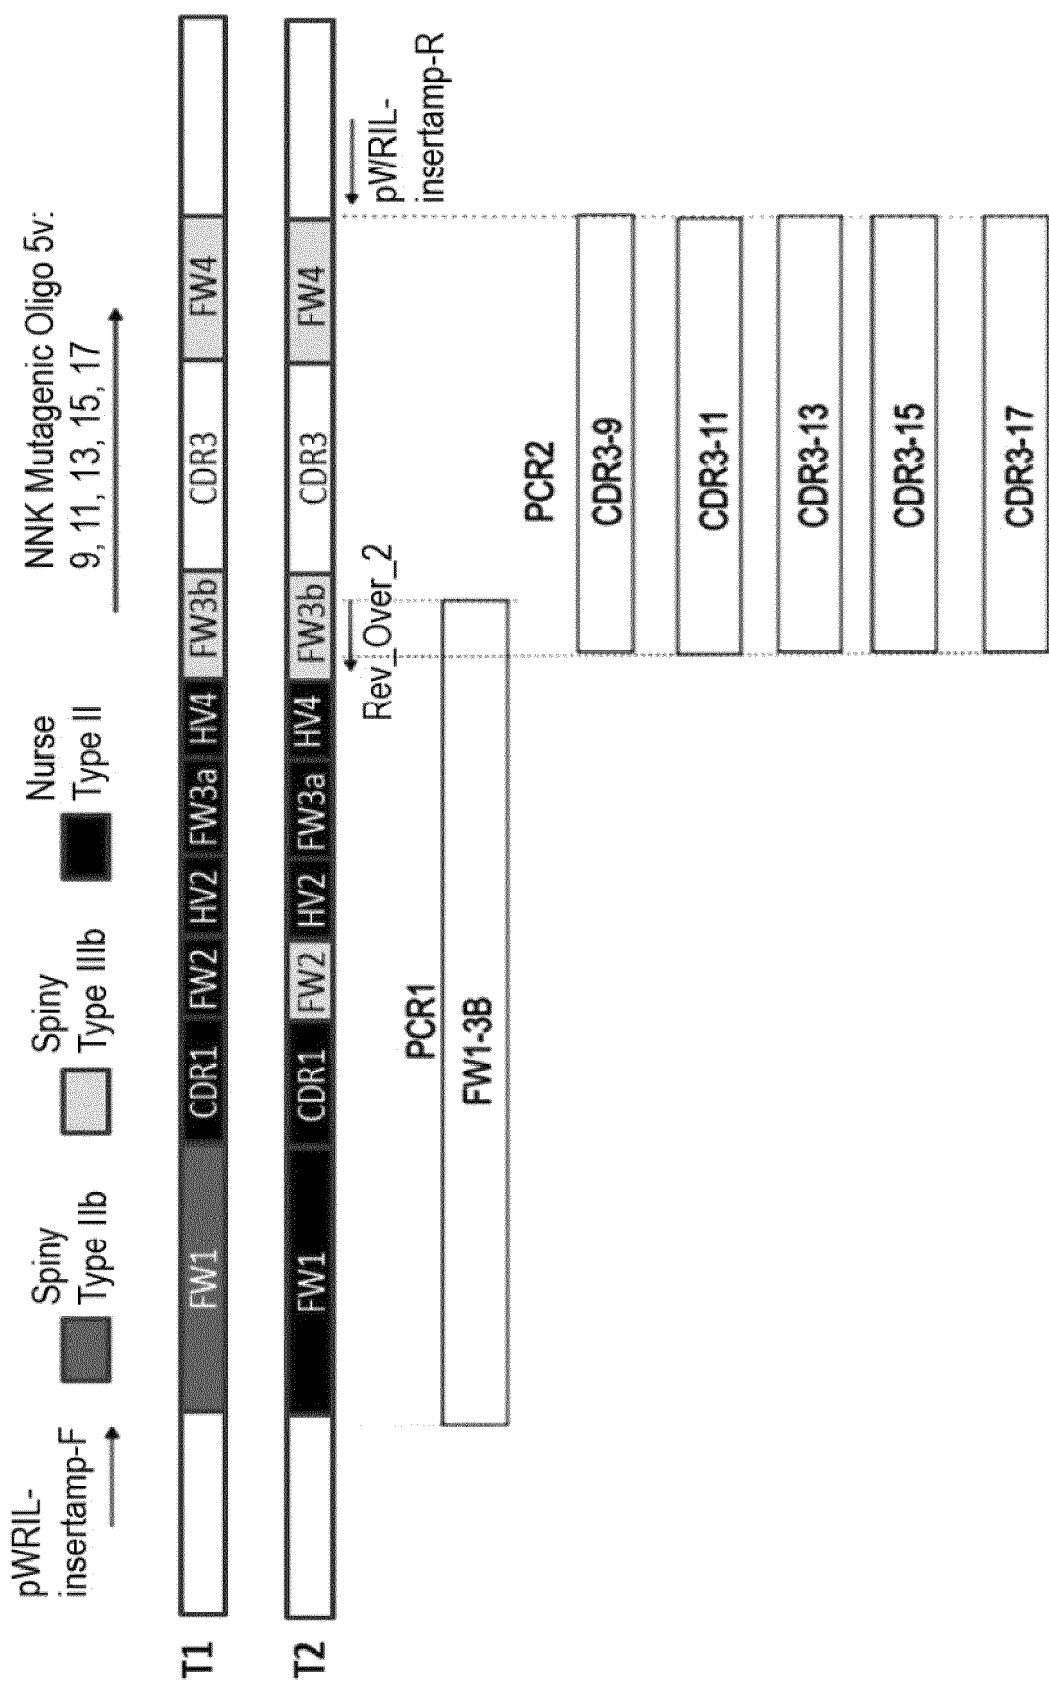 pWRIL-
insertamp-F
Spiny
Type IIb
Spiny
Type IIIb
Nurse
Type II
NNK Mutagenic Oligo 5v:
9, 11, 13, 15, 17
T1
FW1
CDR1
FW2
HV2
FW3a
HV4
FW3b
CDR3
FW4
T2
FW1
CDR1
FW2
HV2
FW3a
HV4
FW3b
CDR3
FW4
Rev_Over_2
pWRIL-
insertamp-R
PCR1
FW1-3B
PCR2
CDR3-9
CDR3-11
CDR3-13
CDR3-15
CDR3-17